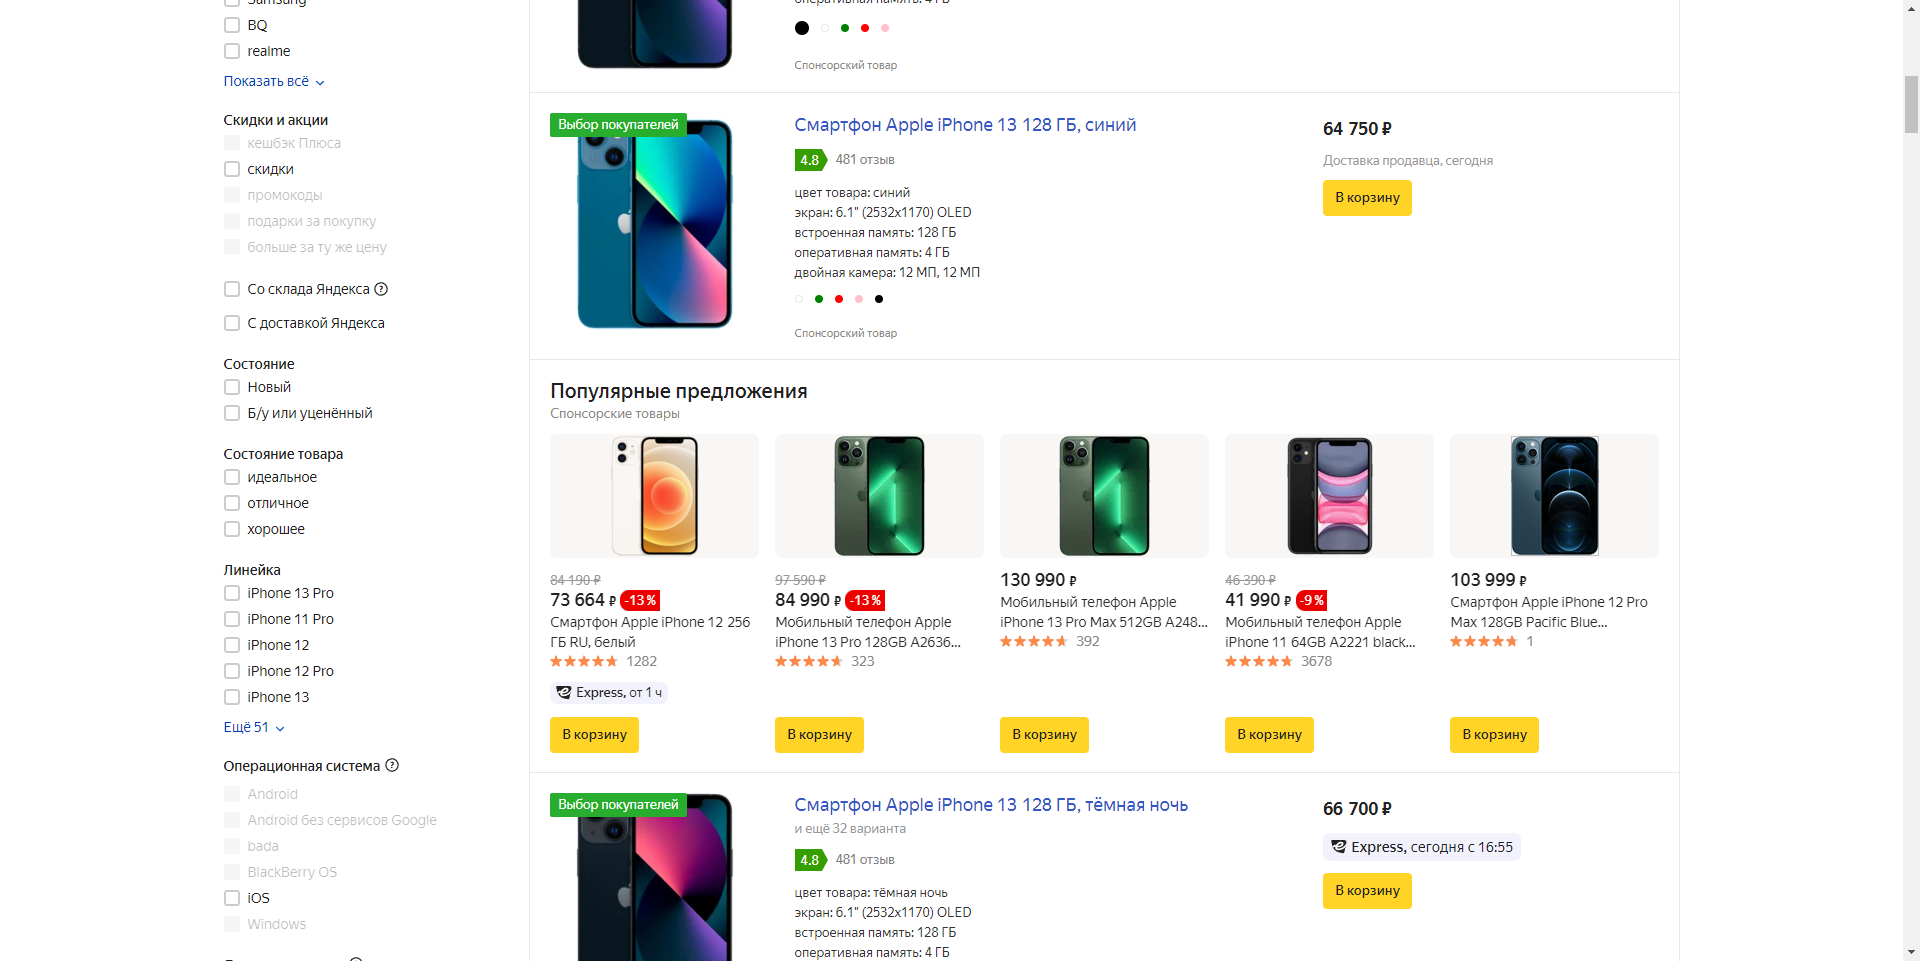 Samsung
BQ
realme
Показать всё
Скидки и акции
кешбэк Плюса
скидки
промокоды
подарки за покупку
больше за ту же цену
Со склада Яндекса ?
С доставкой Яндекса
Состояние
Новый
Б/у или уценённый
Состояние товара
идеальное
отличное
хорошее
Линейка
iPhone 13 Pro
iPhone 11 Pro
iPhone 12
iPhone 12 Pro
iPhone 13
Ещё 51
Операционная система ?
Android
Android без сервисов Google
bada
BlackBerry OS
iOS
Windows
оперативная память: 4 ГБ
Спонсорский товар
Выбор покупателей
Смартфон Apple iPhone 13 128 ГБ, синий
4.8 481 отзыв
цвет товара: синий
экран: 6.1" (2532x1170) OLED
встроенная память: 128 ГБ
оперативная память: 4 ГБ
двойная камера: 12 МП, 12 МП
Спонсорский товар
64 750 ₽
Доставка продавца, сегодня
В корзину
Популярные предложения
Спонсорские товары
84 190 ₽
73 664 ₽ -13%
Смартфон Apple iPhone 12 256
ГБ RU, белый
1282
Express, от 1 ч
В корзину
97 590 ₽
84 990 ₽ -13%
Мобильный телефон Apple
iPhone 13 Pro 128GB A2636...
323
В корзину
130 990 ₽
Мобильный телефон Apple
iPhone 13 Pro Max 512GB A248...
392
В корзину
46 390 ₽
41 990 ₽ -9%
Мобильный телефон Apple
iPhone 11 64GB A2221 black...
3678
В корзину
103 999 ₽
Смартфон Apple iPhone 12 Pro
Max 128GB Pacific Blue...
1
В корзину
Выбор покупателей
Смартфон Apple iPhone 13 128 ГБ, тёмная ночь
и ещё 32 варианта
4.8 481 отзыв
цвет товара: тёмная ночь
экран: 6.1" (2532x1170) OLED
встроенная память: 128 ГБ
оперативная память: 4 ГБ
66 700 ₽
Express, сегодня с 16:55
В корзину